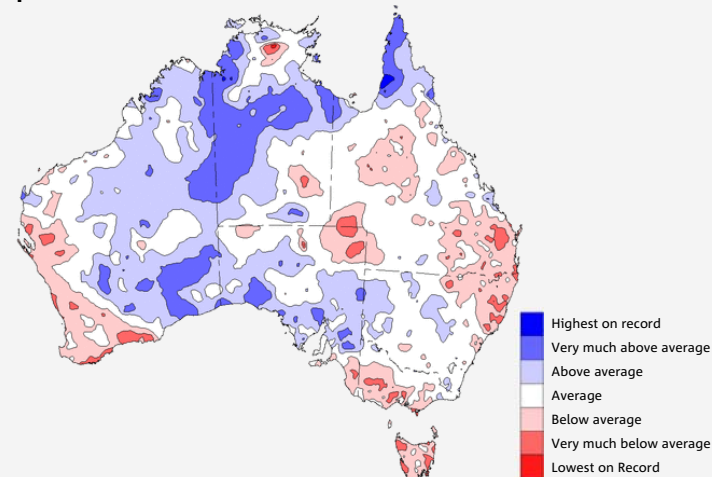 Highest on record
Very much above average
Above average
Average
Below average
Very much below average
Lowest on Record